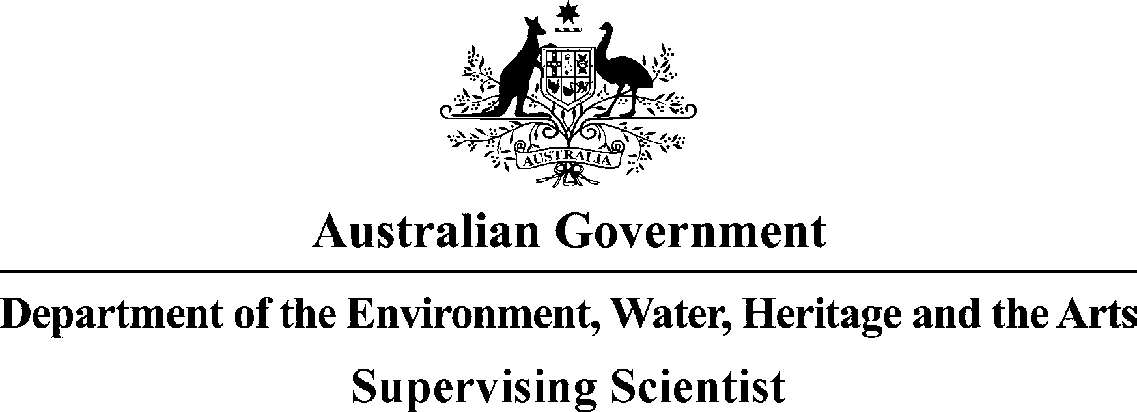 AUSTRALIA
Australian Government
Department of the Environment, Water, Heritage and the Arts
Supervising Scientist